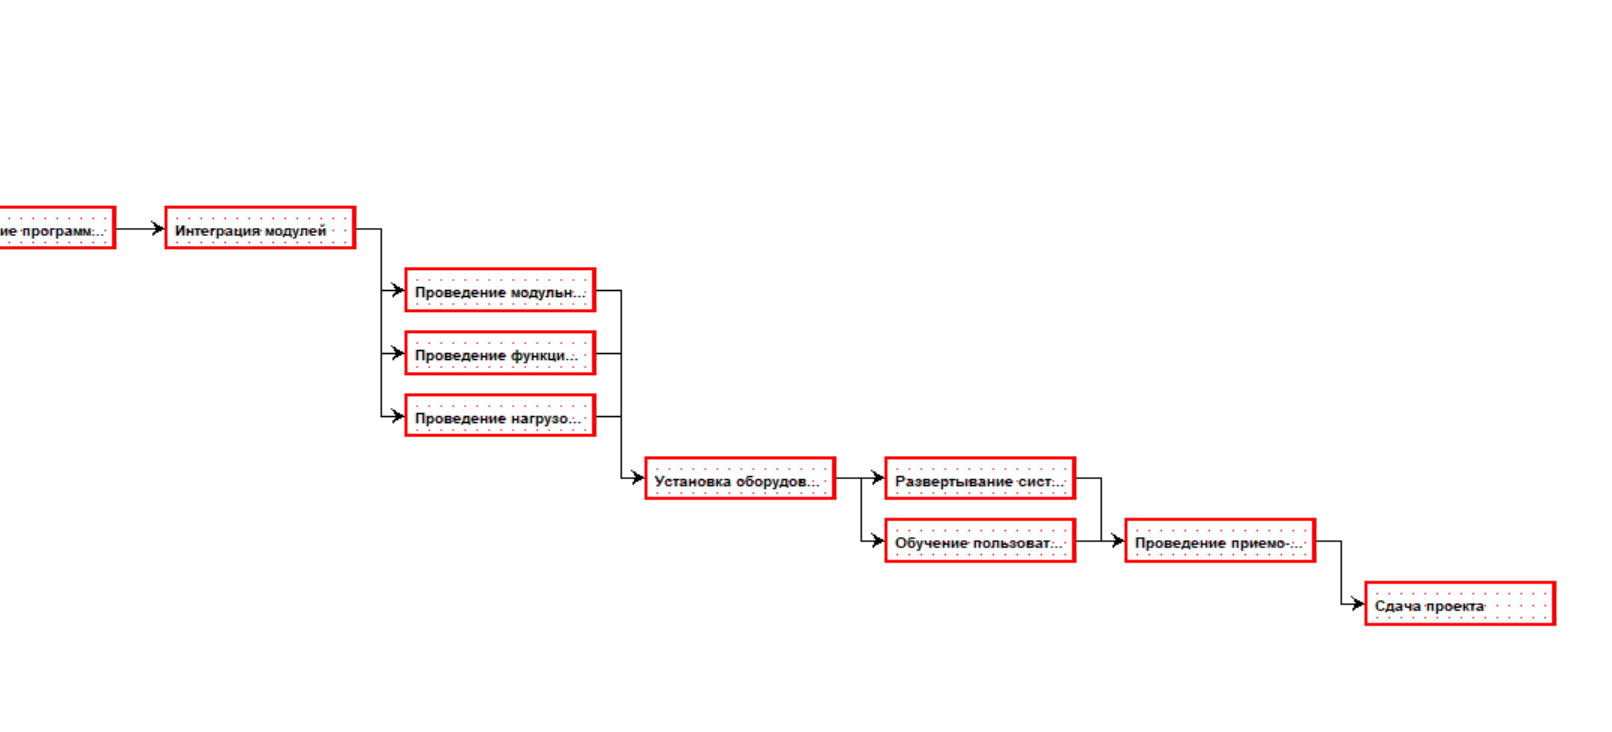 ие программ...
Интеграция модулей
Проведение модульн...
Проведение функци...
Проведение нагрузо...
Установка оборудов...
Развертывание сист...
Обучение пользоват...
Проведение приемо-...
Сдача проекта